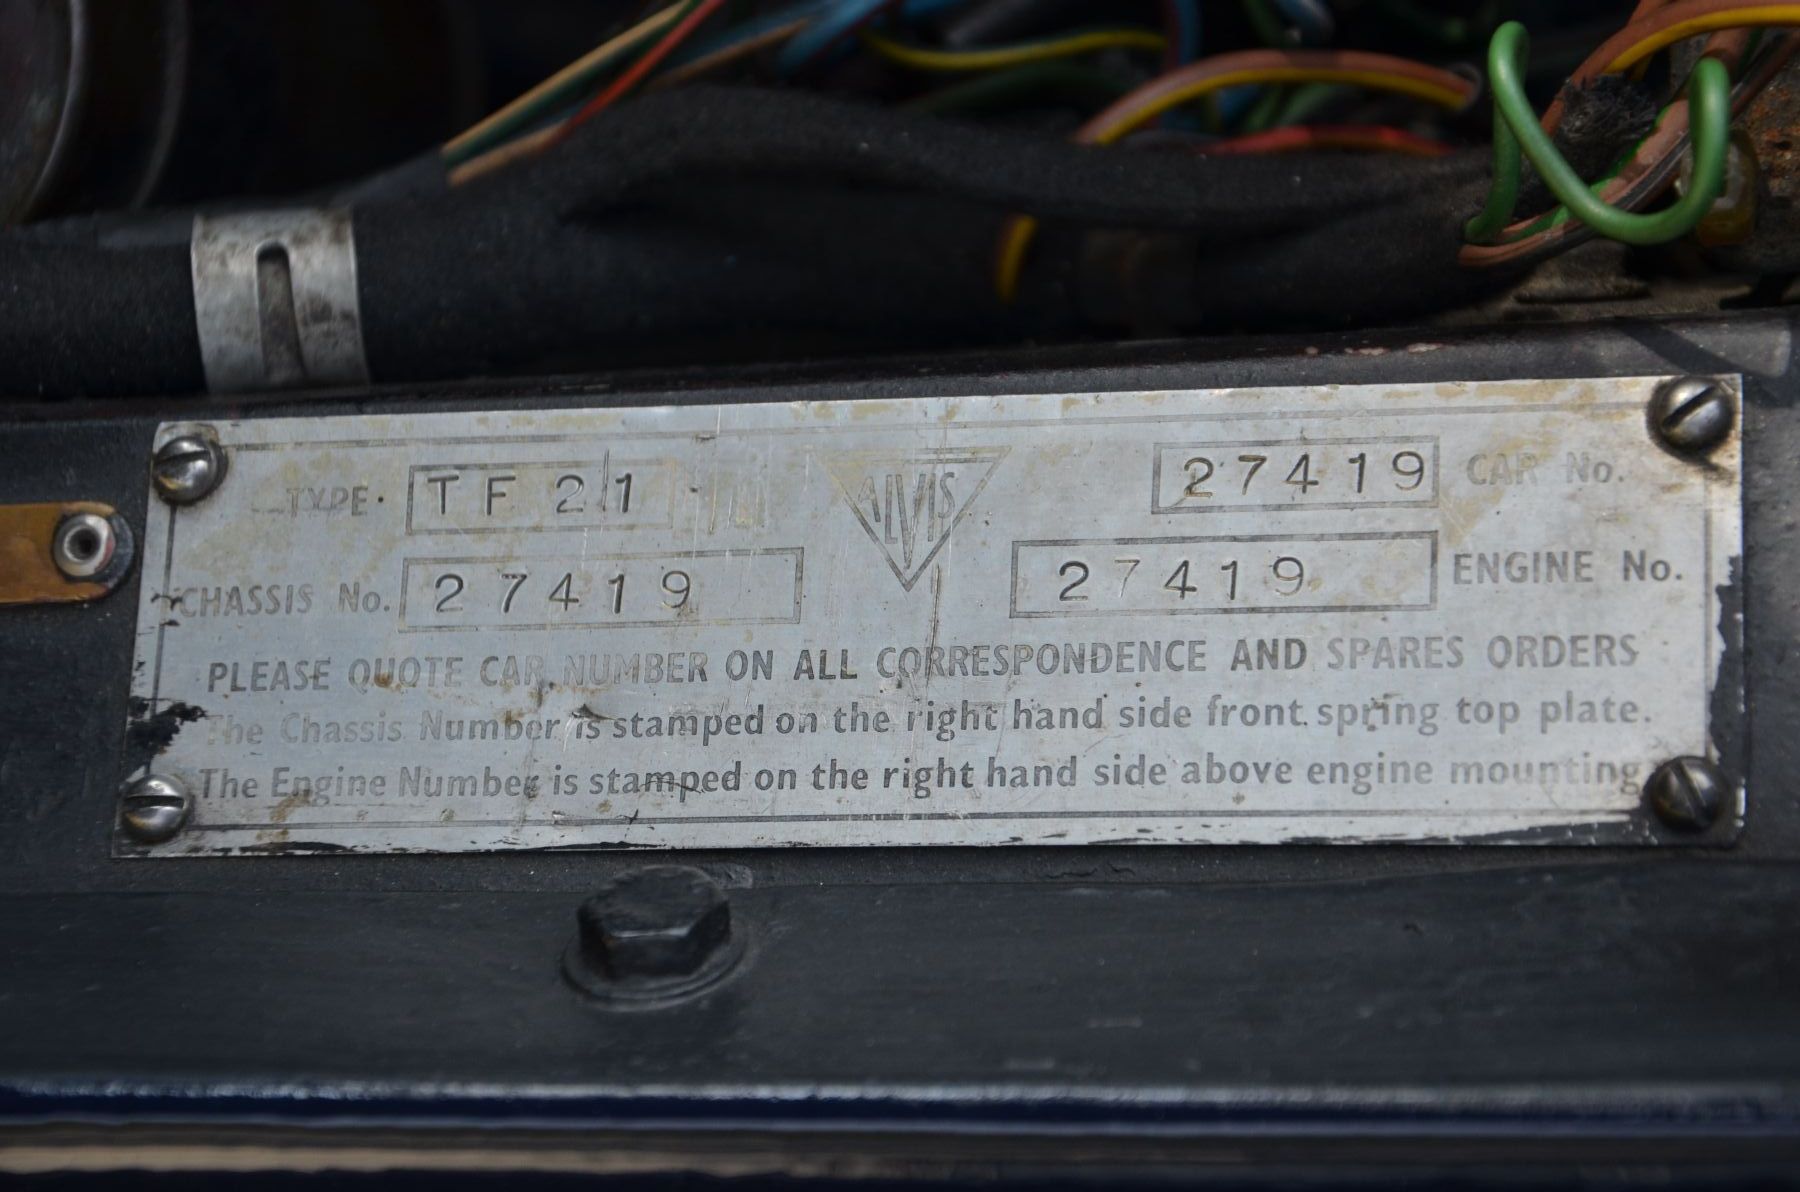 TYPE. TF 21 ALVIS 27419 CAR No.
CHASSIS No. 27419 27419 ENGINE No.
PLEASE QUOTE CAR NUMBER ON ALL CORRESPONDENCE AND SPARES ORDERS
The Chassis Number is stamped on the right hand side front spring top plate.
The Engine Number is stamped on the right hand side above engine mounting